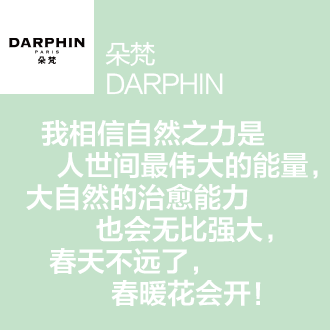 DARPHIN
PARIS
朵梵
朵梵
DARPHIN
我相信自然之力是
人世间最伟大的能量，
大自然的治愈能力
也会无比强大，
春天不远了，
春暖花会开！